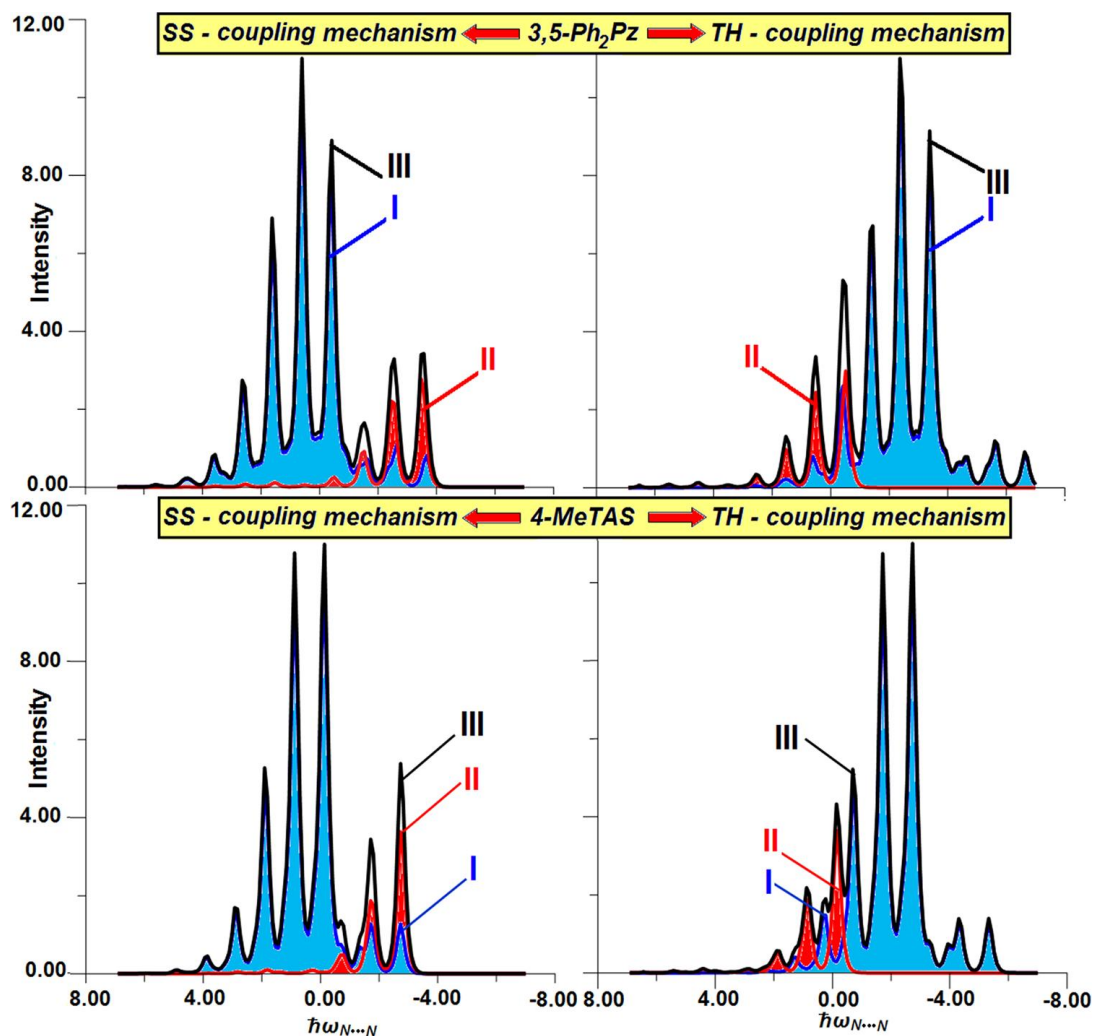 12.00
SS - coupling mechanism 3,5-Ph₂Pz TH - coupling mechanism
III
III
8.00
I
I
Intensity
4.00
II
II
0.00
12.00
SS - coupling mechanism 4-MeTAS TH - coupling mechanism
8.00
III
III
II
Intensity
4.00
II
I
I
0.00
8.00 4.00 0.00 -4.00 -8.00 8.00 4.00 0.00 -4.00 -8.00
ħω_N...N ħω_N...N